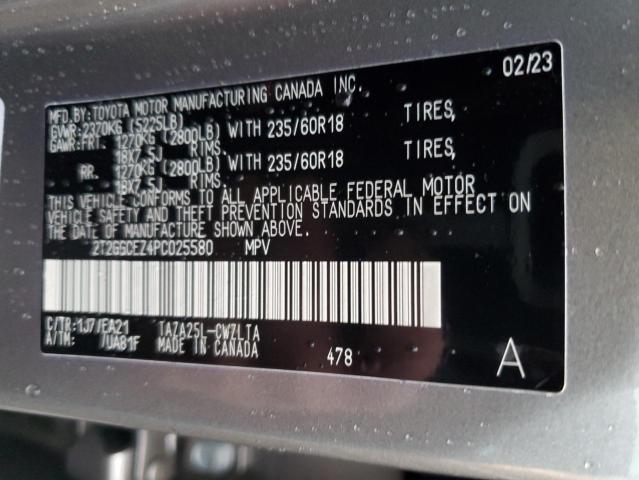 02/23
MFD.BY:TOYOTA MOTOR MANUFACTURING CANADA INC.
GVWR:2370KG (5225LB)
GAWR:FRT. 1270KG (2800LB) WITH 235/60R18 TIRES,
18X7.5J RIMS.
RR. 1270KG (2800LB) WITH 235/60R18 TIRES,
18X7.5J RIMS.
THIS VEHICLE CONFORMS TO ALL APPLICABLE FEDERAL MOTOR
VEHICLE SAFETY AND THEFT PREVENTION STANDARDS IN EFFECT ON
THE DATE OF MANUFACTURE SHOWN ABOVE.
2T2GGCEZ4PC025580 MPV
C/TR:1J7/EA21 TAZA25L-CWZLTA
A/TM: /UA81F MADE IN CANADA
478
A